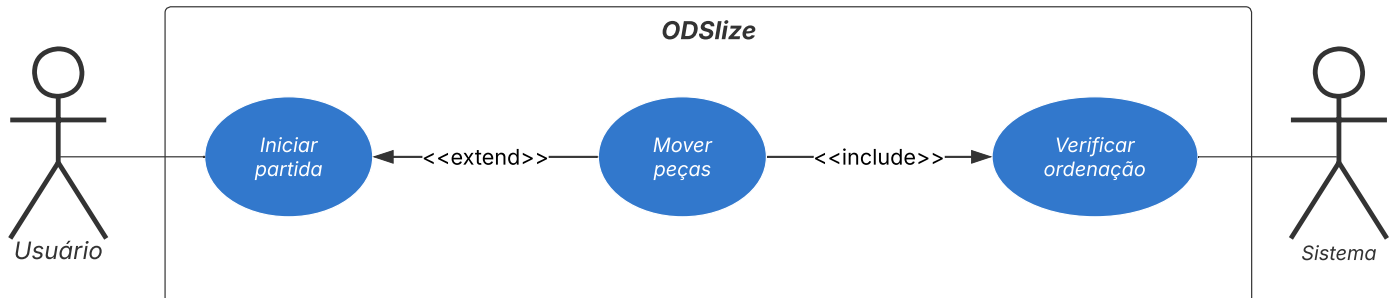 ODSlize
Iniciar
partida
<<extend>>
Mover
peças
<<include>>
Verificar
ordenação
Usuário
Sistema